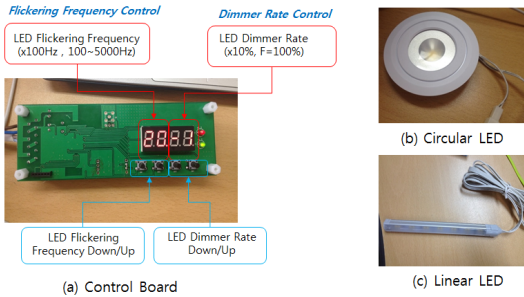 Flickering Frequency Control
Dimmer Rate Control
LED Flickering Frequency
(x100Hz , 100~5000Hz)
LED Dimmer Rate
(x10%, F=100%)
LED Flickering
Frequency Down/Up
LED Dimmer Rate
Down/Up
(a) Control Board
(b) Circular LED
(c) Linear LED